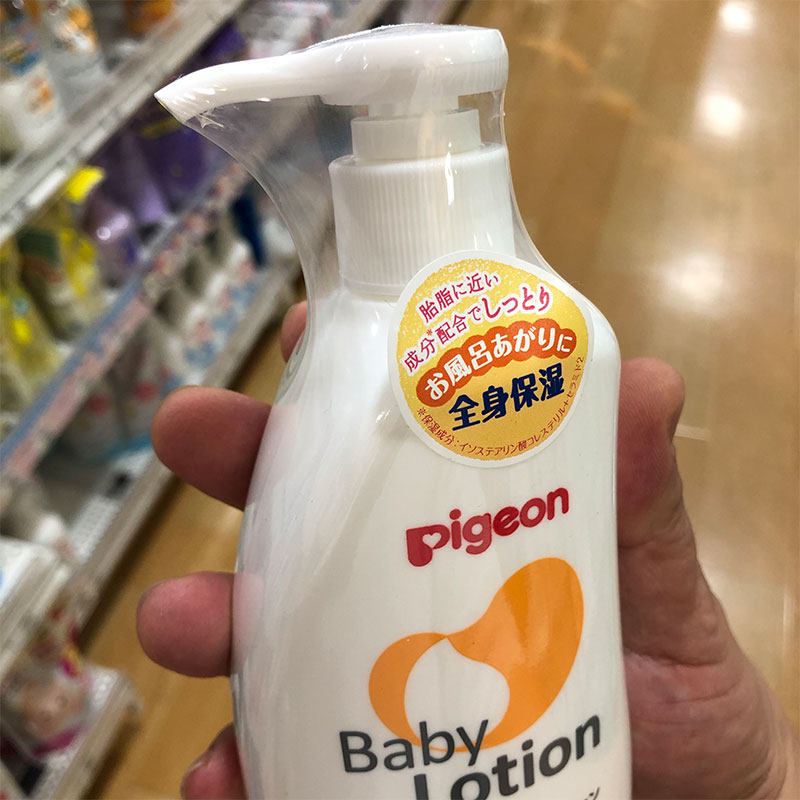 胎脂に近い
成分※配合でしっとり
お風呂あがりに
全身保湿
※保湿成分:イソステアリン酸コレステリル+セラミド2
Pigeon
Baby
Lotion